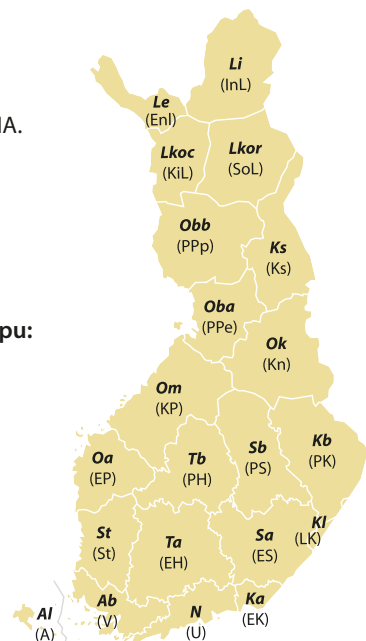 Li
(InL)
Le
(Enl)
IA.
Lkoc
(KiL)
Lkor
(SoL)
Obb
(PPp)
Ks
(Ks)
Oba
(PPe)
pu:
Ok
(Kn)
Om
(KP)
Kb
(PK)
Sb
(PS)
Oa
(EP)
Tb
(PH)
Kl
(LK)
St
(St)
Ta
(EH)
Sa
(ES)
Al
(A)
Ab
(V)
N
(U)
Ka
(EK)